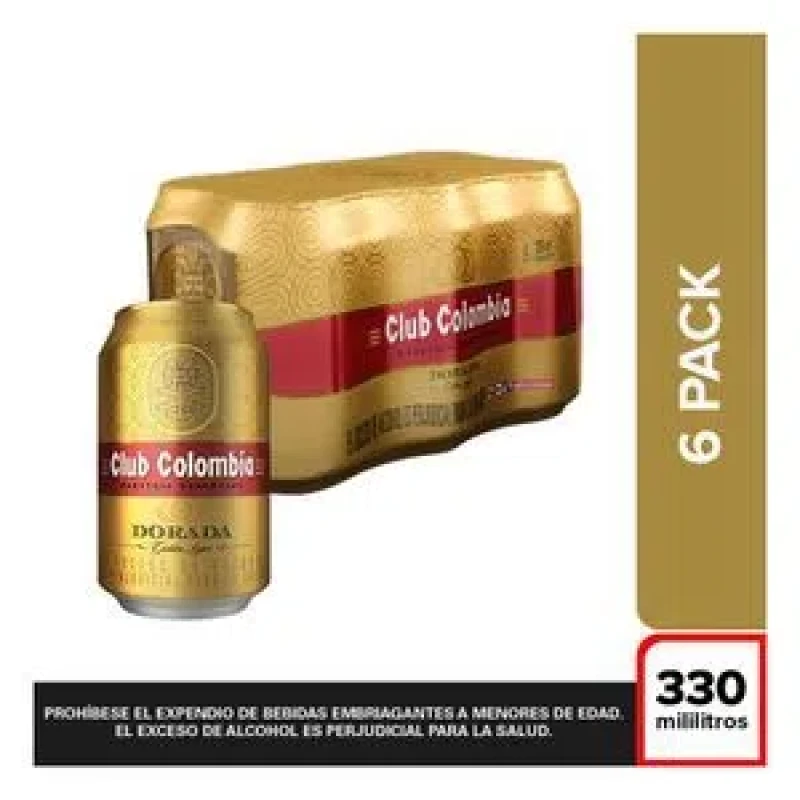 Club Colombia
DORADA
Club Colombia
DORADA
6 PACK
330
mililitros
PROHÍBESE EL EXPENDIO DE BEBIDAS EMBRIAGANTES A MENORES DE EDAD.
EL EXCESO DE ALCOHOL ES PERJUDICIAL PARA LA SALUD.